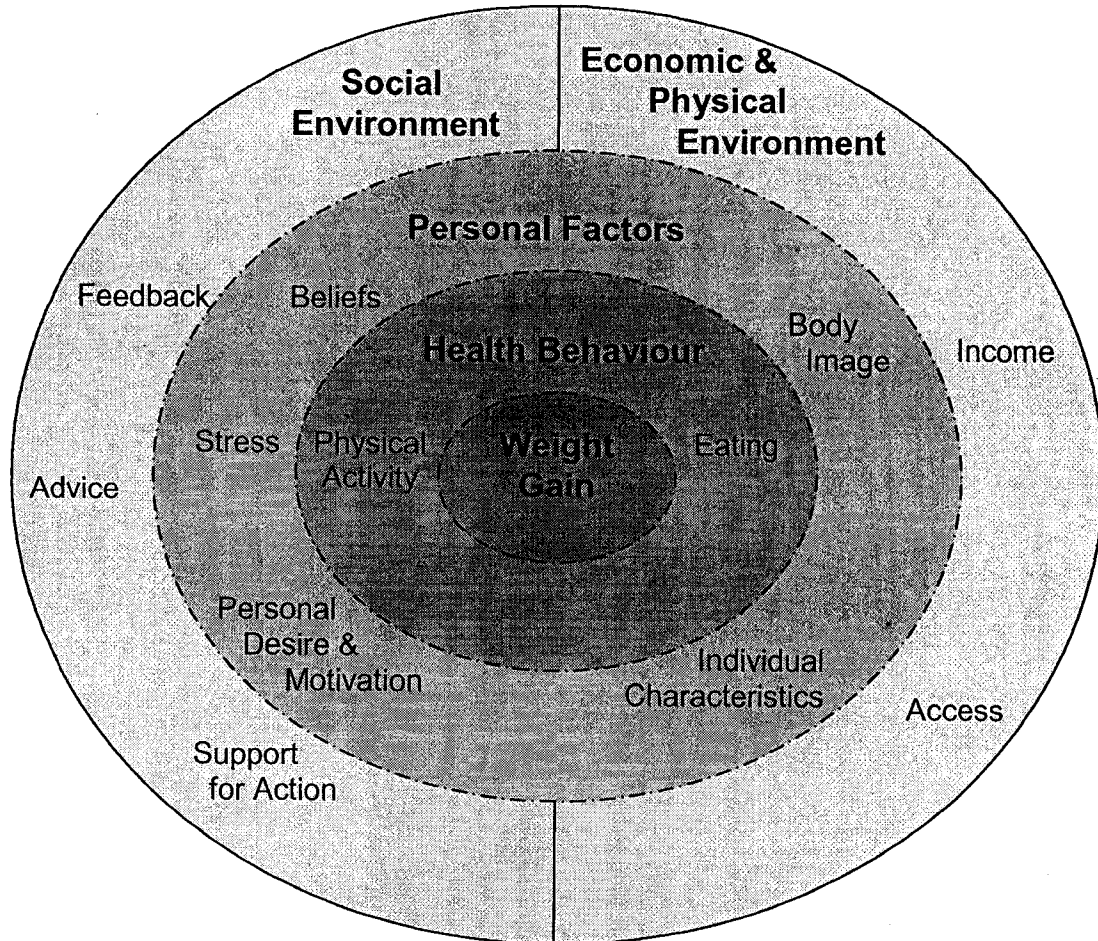 Social
Environment
Economic &
Physical
Environment
Personal Factors
Feedback
Beliefs
Body
Image
Income
Health Behaviour
Stress
Physical
Activity
Weight
Gain
Eating
Advice
Personal
Desire &
Motivation
Individual
Characteristics
Access
Support
for Action